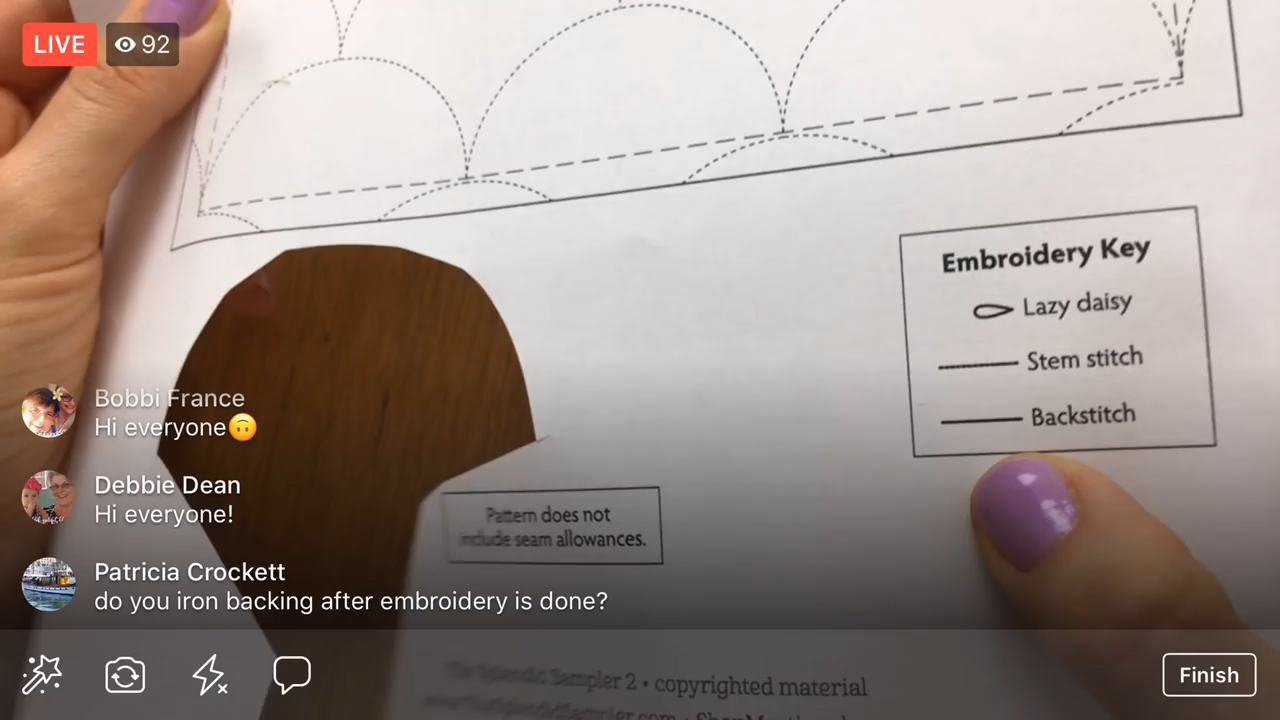 LIVE
92
Embroidery Key
Lazy daisy
Stem stitch
Backstitch
Bobbi France
Hi everyone🙃
Debbie Dean
Hi everyone!
Pattern does not
include seam allowances.
Patricia Crockett
do you iron backing after embroidery is done?
The Splendid Sampler 2 • copyrighted material
Finish